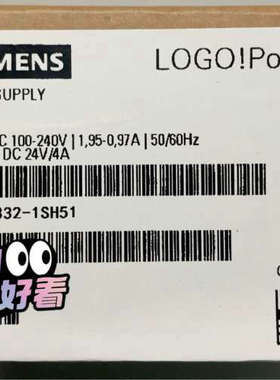 MENS
LOGO!Po
SUPPLY
C 100-240V | 1,95-0,97A | 50/60Hz
DC 24V/4A
332-1SH51
100
好看